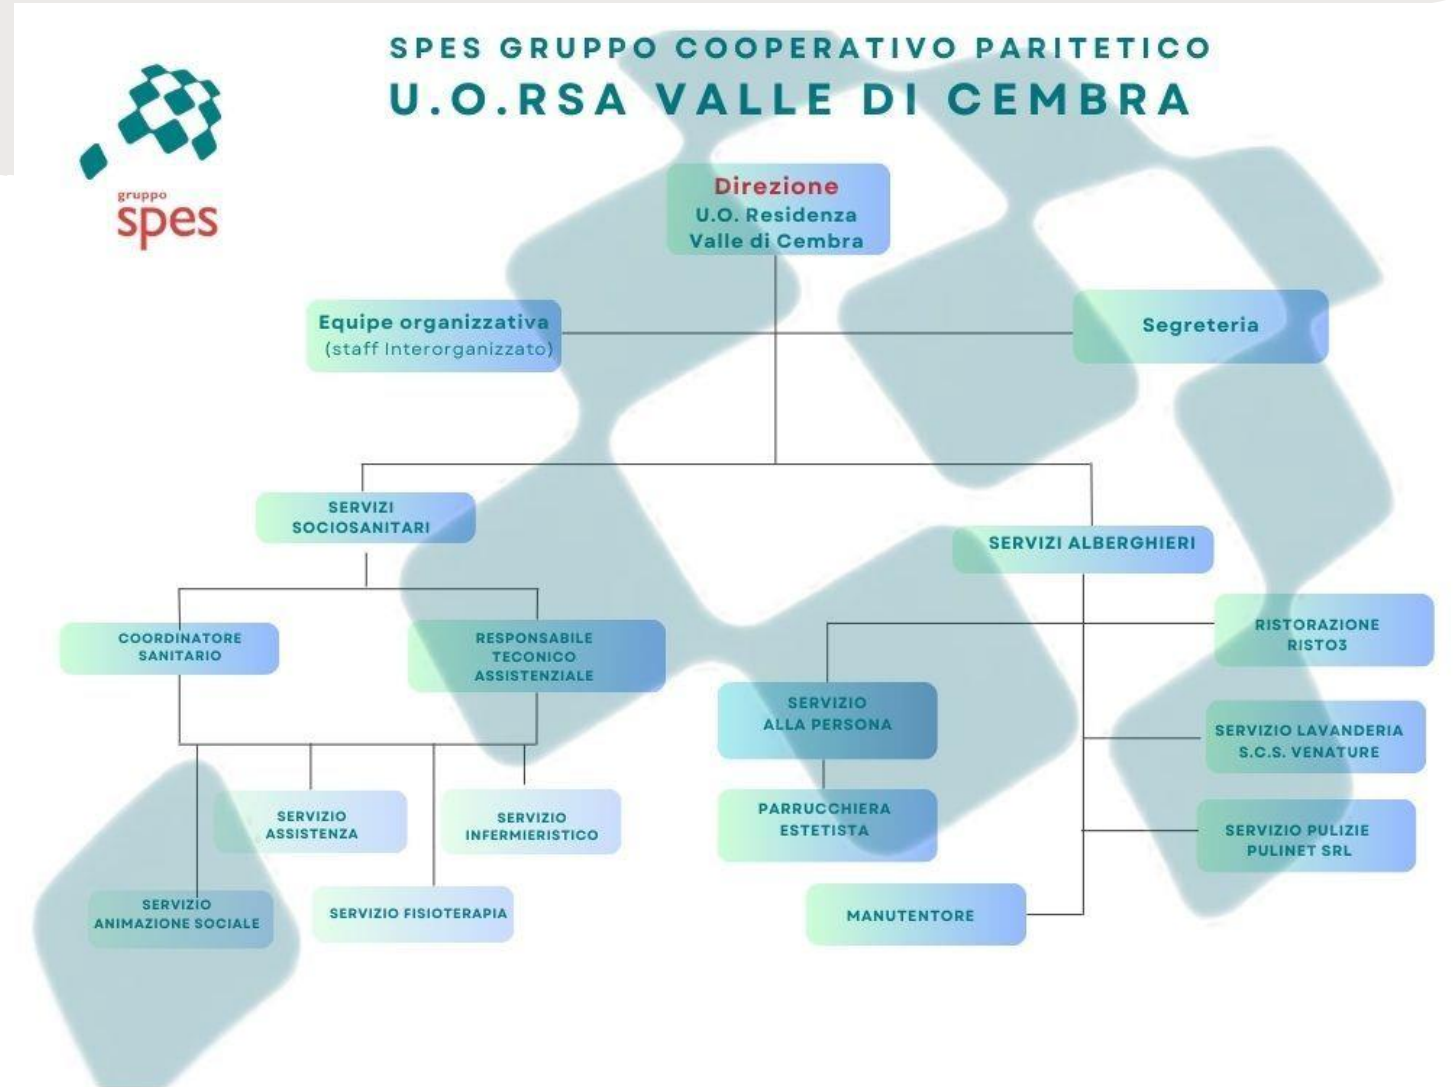 SPES GRUPPO COOPERATIVO PARITETICO
U.O.RSA VALLE DI CEMBRA
gruppo
spes
Direzione
U.O. Residenza
Valle di Cembra
Equipe organizzativa
(staff Interorganizzato)
Segreteria
SERVIZI
SOCIOSANITARI
SERVIZI ALBERGHIERI
COORDINATORE
SANITARIO
RESPONSABILE
TECONICO
ASSISTENZIALE
RISTORAZIONE
RISTO3
SERVIZIO
ALLA PERSONA
SERVIZIO LAVANDERIA
S.C.S. VENATURE
SERVIZIO
ASSISTENZA
SERVIZIO
INFERMIERISTICO
PARRUCCHIERA
ESTETISTA
SERVIZIO PULIZIE
PULINET SRL
SERVIZIO
ANIMAZIONE SOCIALE
SERVIZIO FISIOTERAPIA
MANUTENTORE